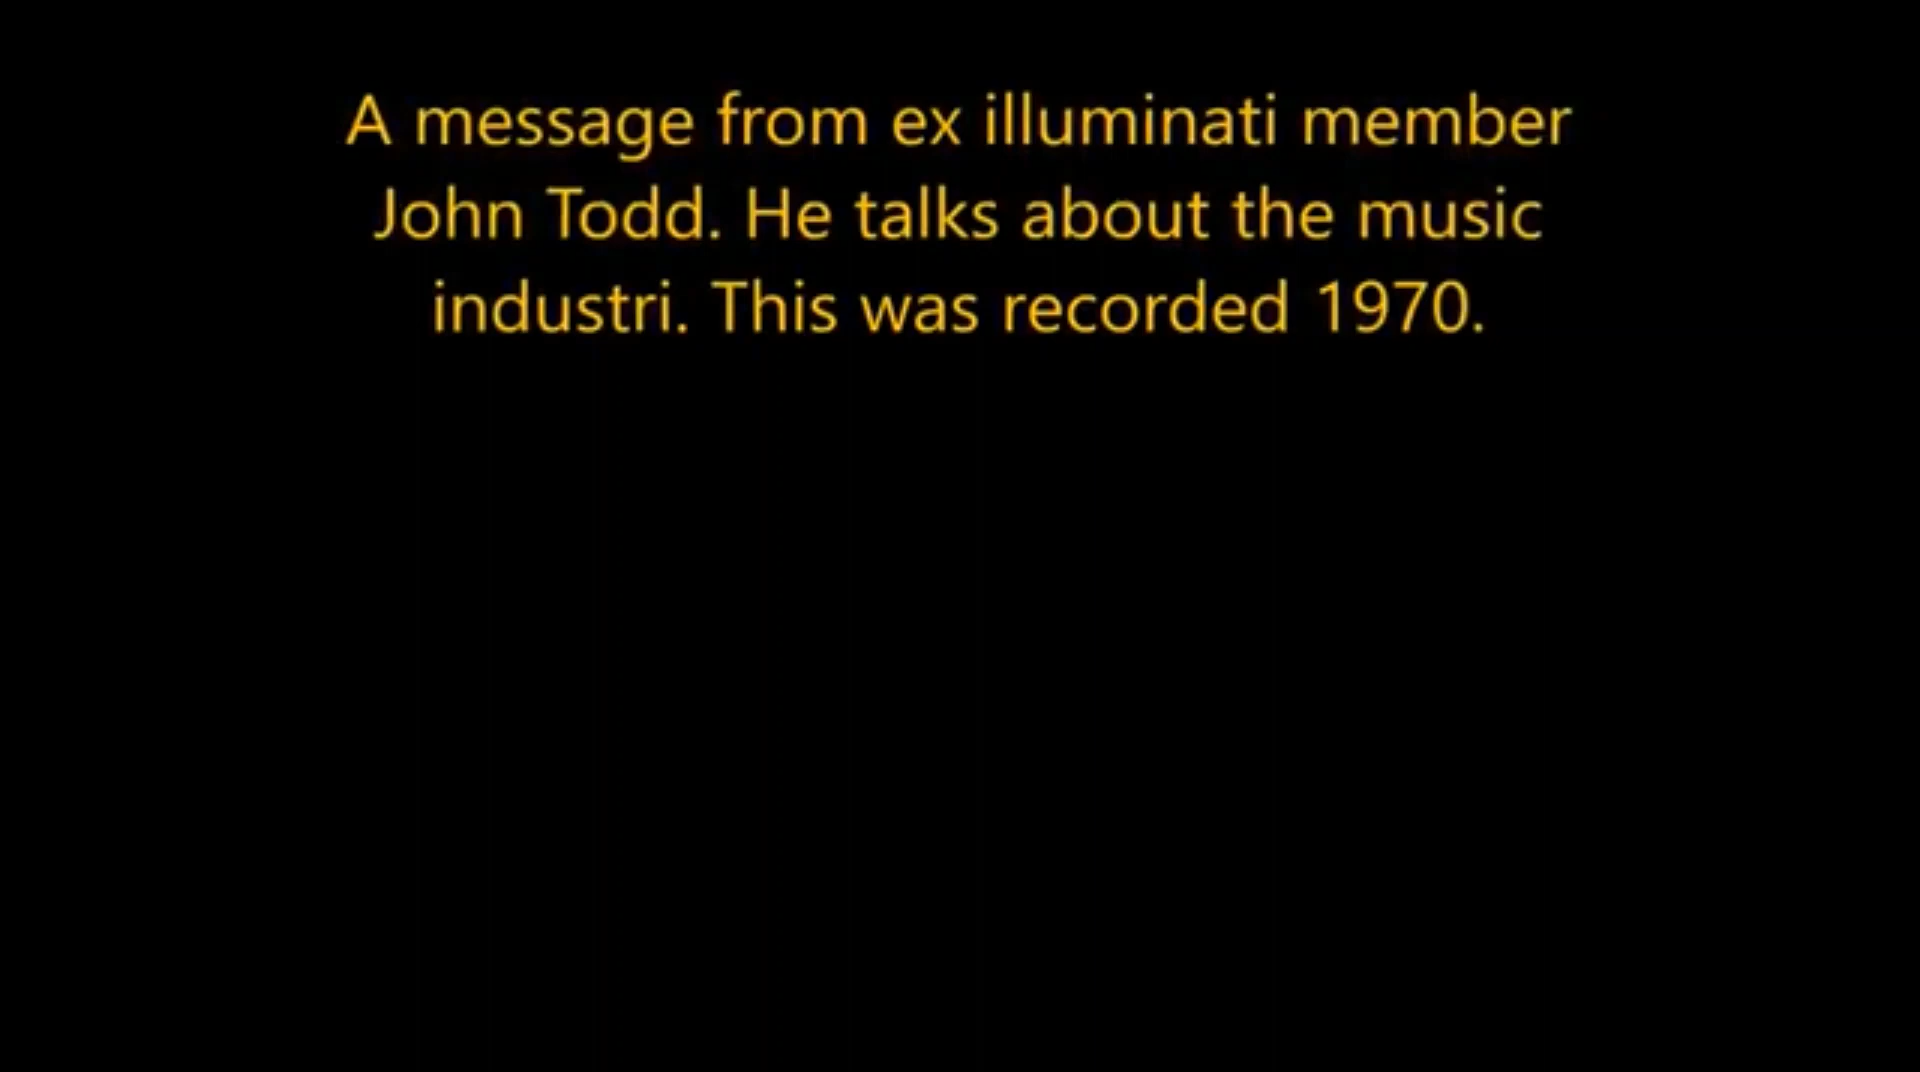 A message from ex illuminati member
John Todd. He talks about the music
industri. This was recorded 1970.